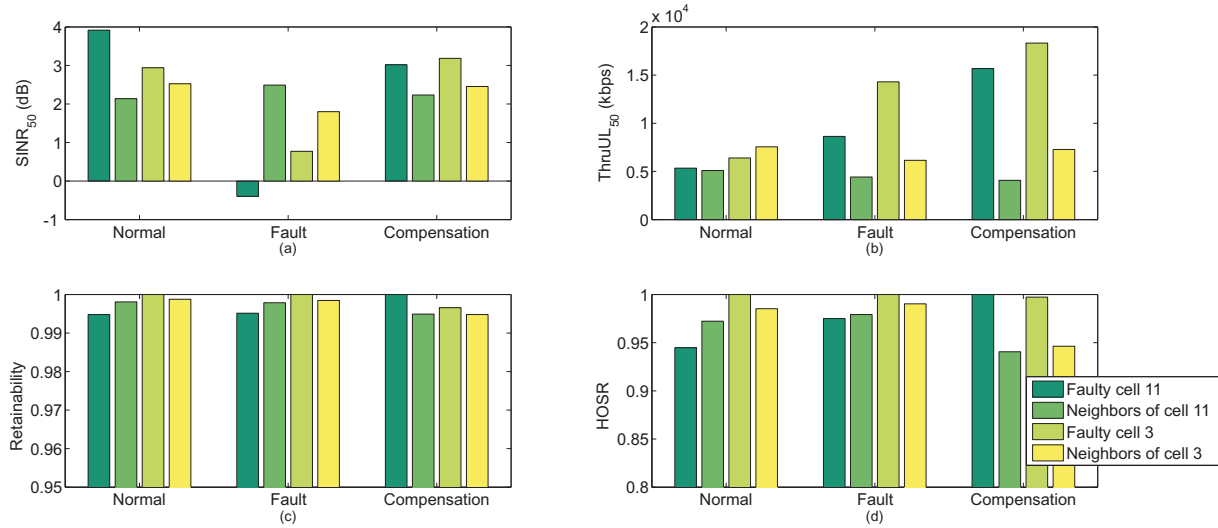 4
3
2
1
0
-1
SINR50 (dB)
Normal
Fault
Compensation
(a)
2 x 10^4
1.5
1
0.5
0
ThruUL50 (kbps)
Normal
Fault
Compensation
(b)
1
0.99
0.98
0.97
0.96
0.95
Retainability
Normal
Fault
Compensation
(c)
1
0.95
0.9
0.85
0.8
HOSR
Normal
Fault
Compensation
(d)
Faulty cell 11
Neighbors of cell 11
Faulty cell 3
Neighbors of cell 3